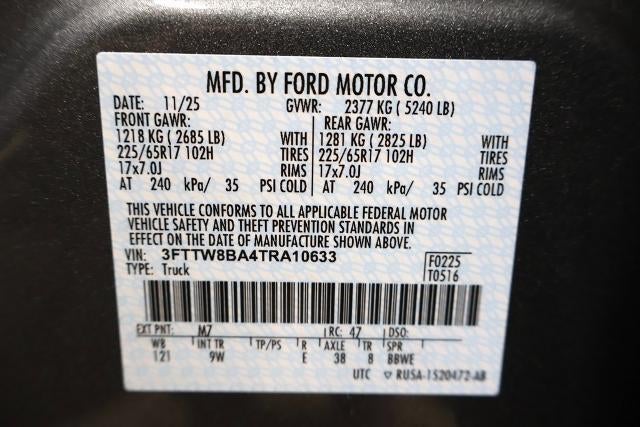 MFD. BY FORD MOTOR CO.
DATE: 11/25 GVWR: 2377 KG ( 5240 LB)
FRONT GAWR: REAR GAWR:
1218 KG ( 2685 LB) WITH 1281 KG ( 2825 LB) WITH
225/65R17 102H TIRES 225/65R17 102H TIRES
17x7.0J RIMS 17x7.0J RIMS
AT 240 kPa/ 35 PSI COLD AT 240 kPa/ 35 PSI COLD
THIS VEHICLE CONFORMS TO ALL APPLICABLE FEDERAL MOTOR
VEHICLE SAFETY AND THEFT PREVENTION STANDARDS IN
EFFECT ON THE DATE OF MANUFACTURE SHOWN ABOVE.
VIN: 3FTTW8BA4TRA10633 F0225
TYPE: Truck T0516
EXT PNT: M7 RC: 47 DSO:
WB INT TR TP/PS R AXLE TR SPR
121 9W E 38 8 BBWE
UTC ▽ RUSA-1520472-AB